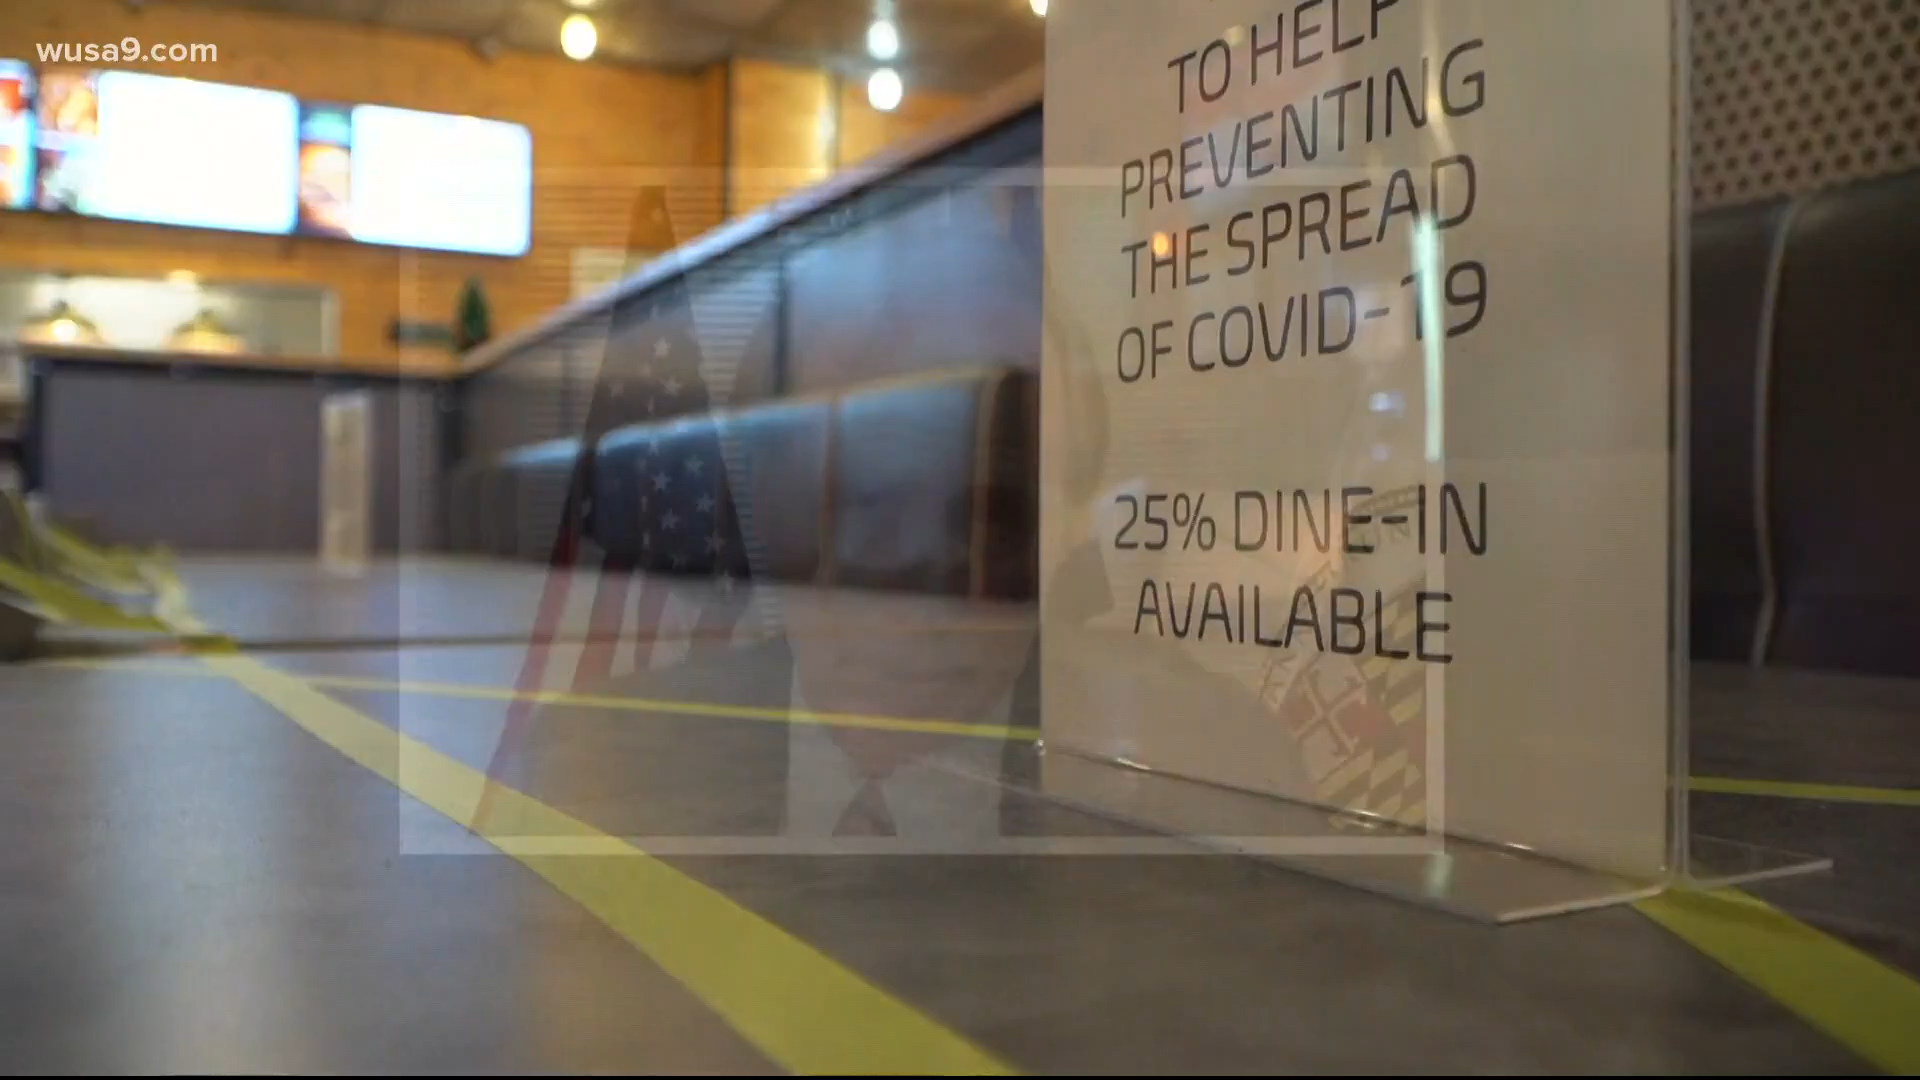 wusa9.com
TO HELP
PREVENTING
THE SPREAD
OF COVID-19
25% DINE-IN
AVAILABLE